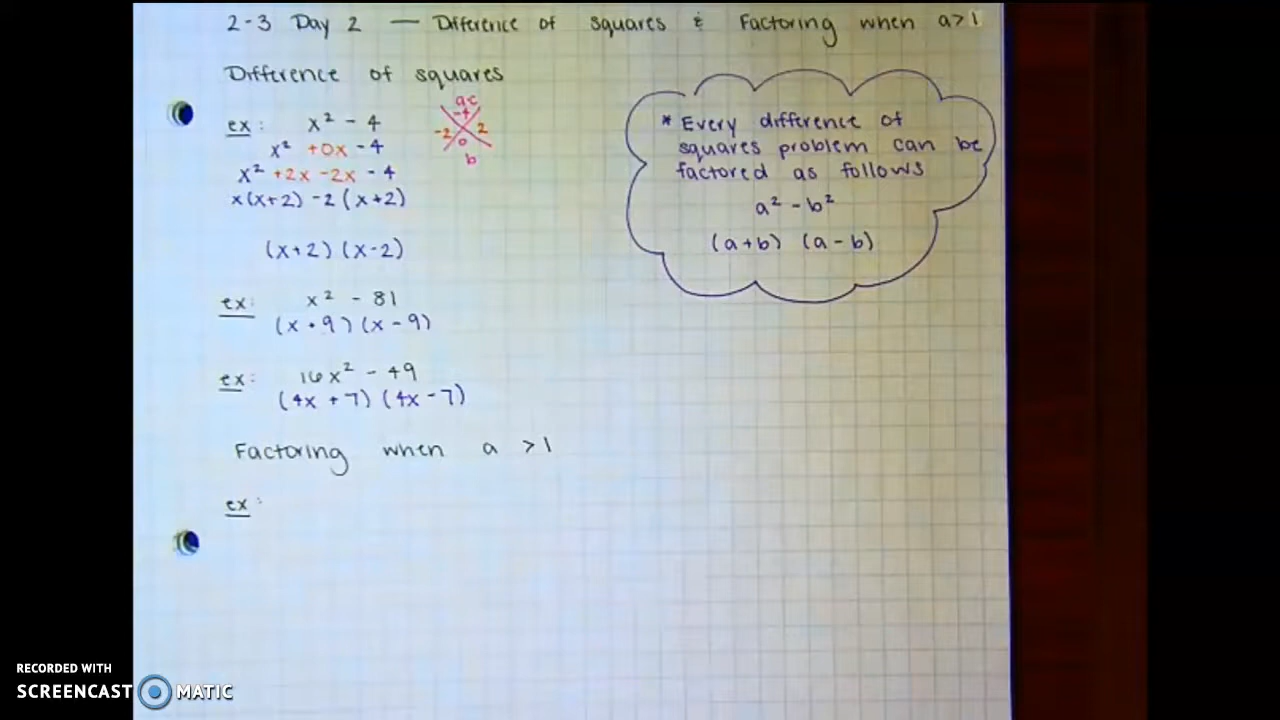 2-3 Day 2 — Difference of squares & Factoring when a>1
Difference of squares
ex: x² - 4
x² +0x -4
x² +2x -2x -4
x(x+2) -2(x+2)
(x+2)(x-2)
ac
-4
-2 2
0
b
* Every difference of
squares problem can be
factored as follows
a² - b²
(a+b) (a-b)
ex: x² - 81
(x+9)(x-9)
ex: 16x² - 49
(4x +7)(4x -7)
Factoring when a >1
ex:
RECORDED WITH
SCREENCAST MATIC